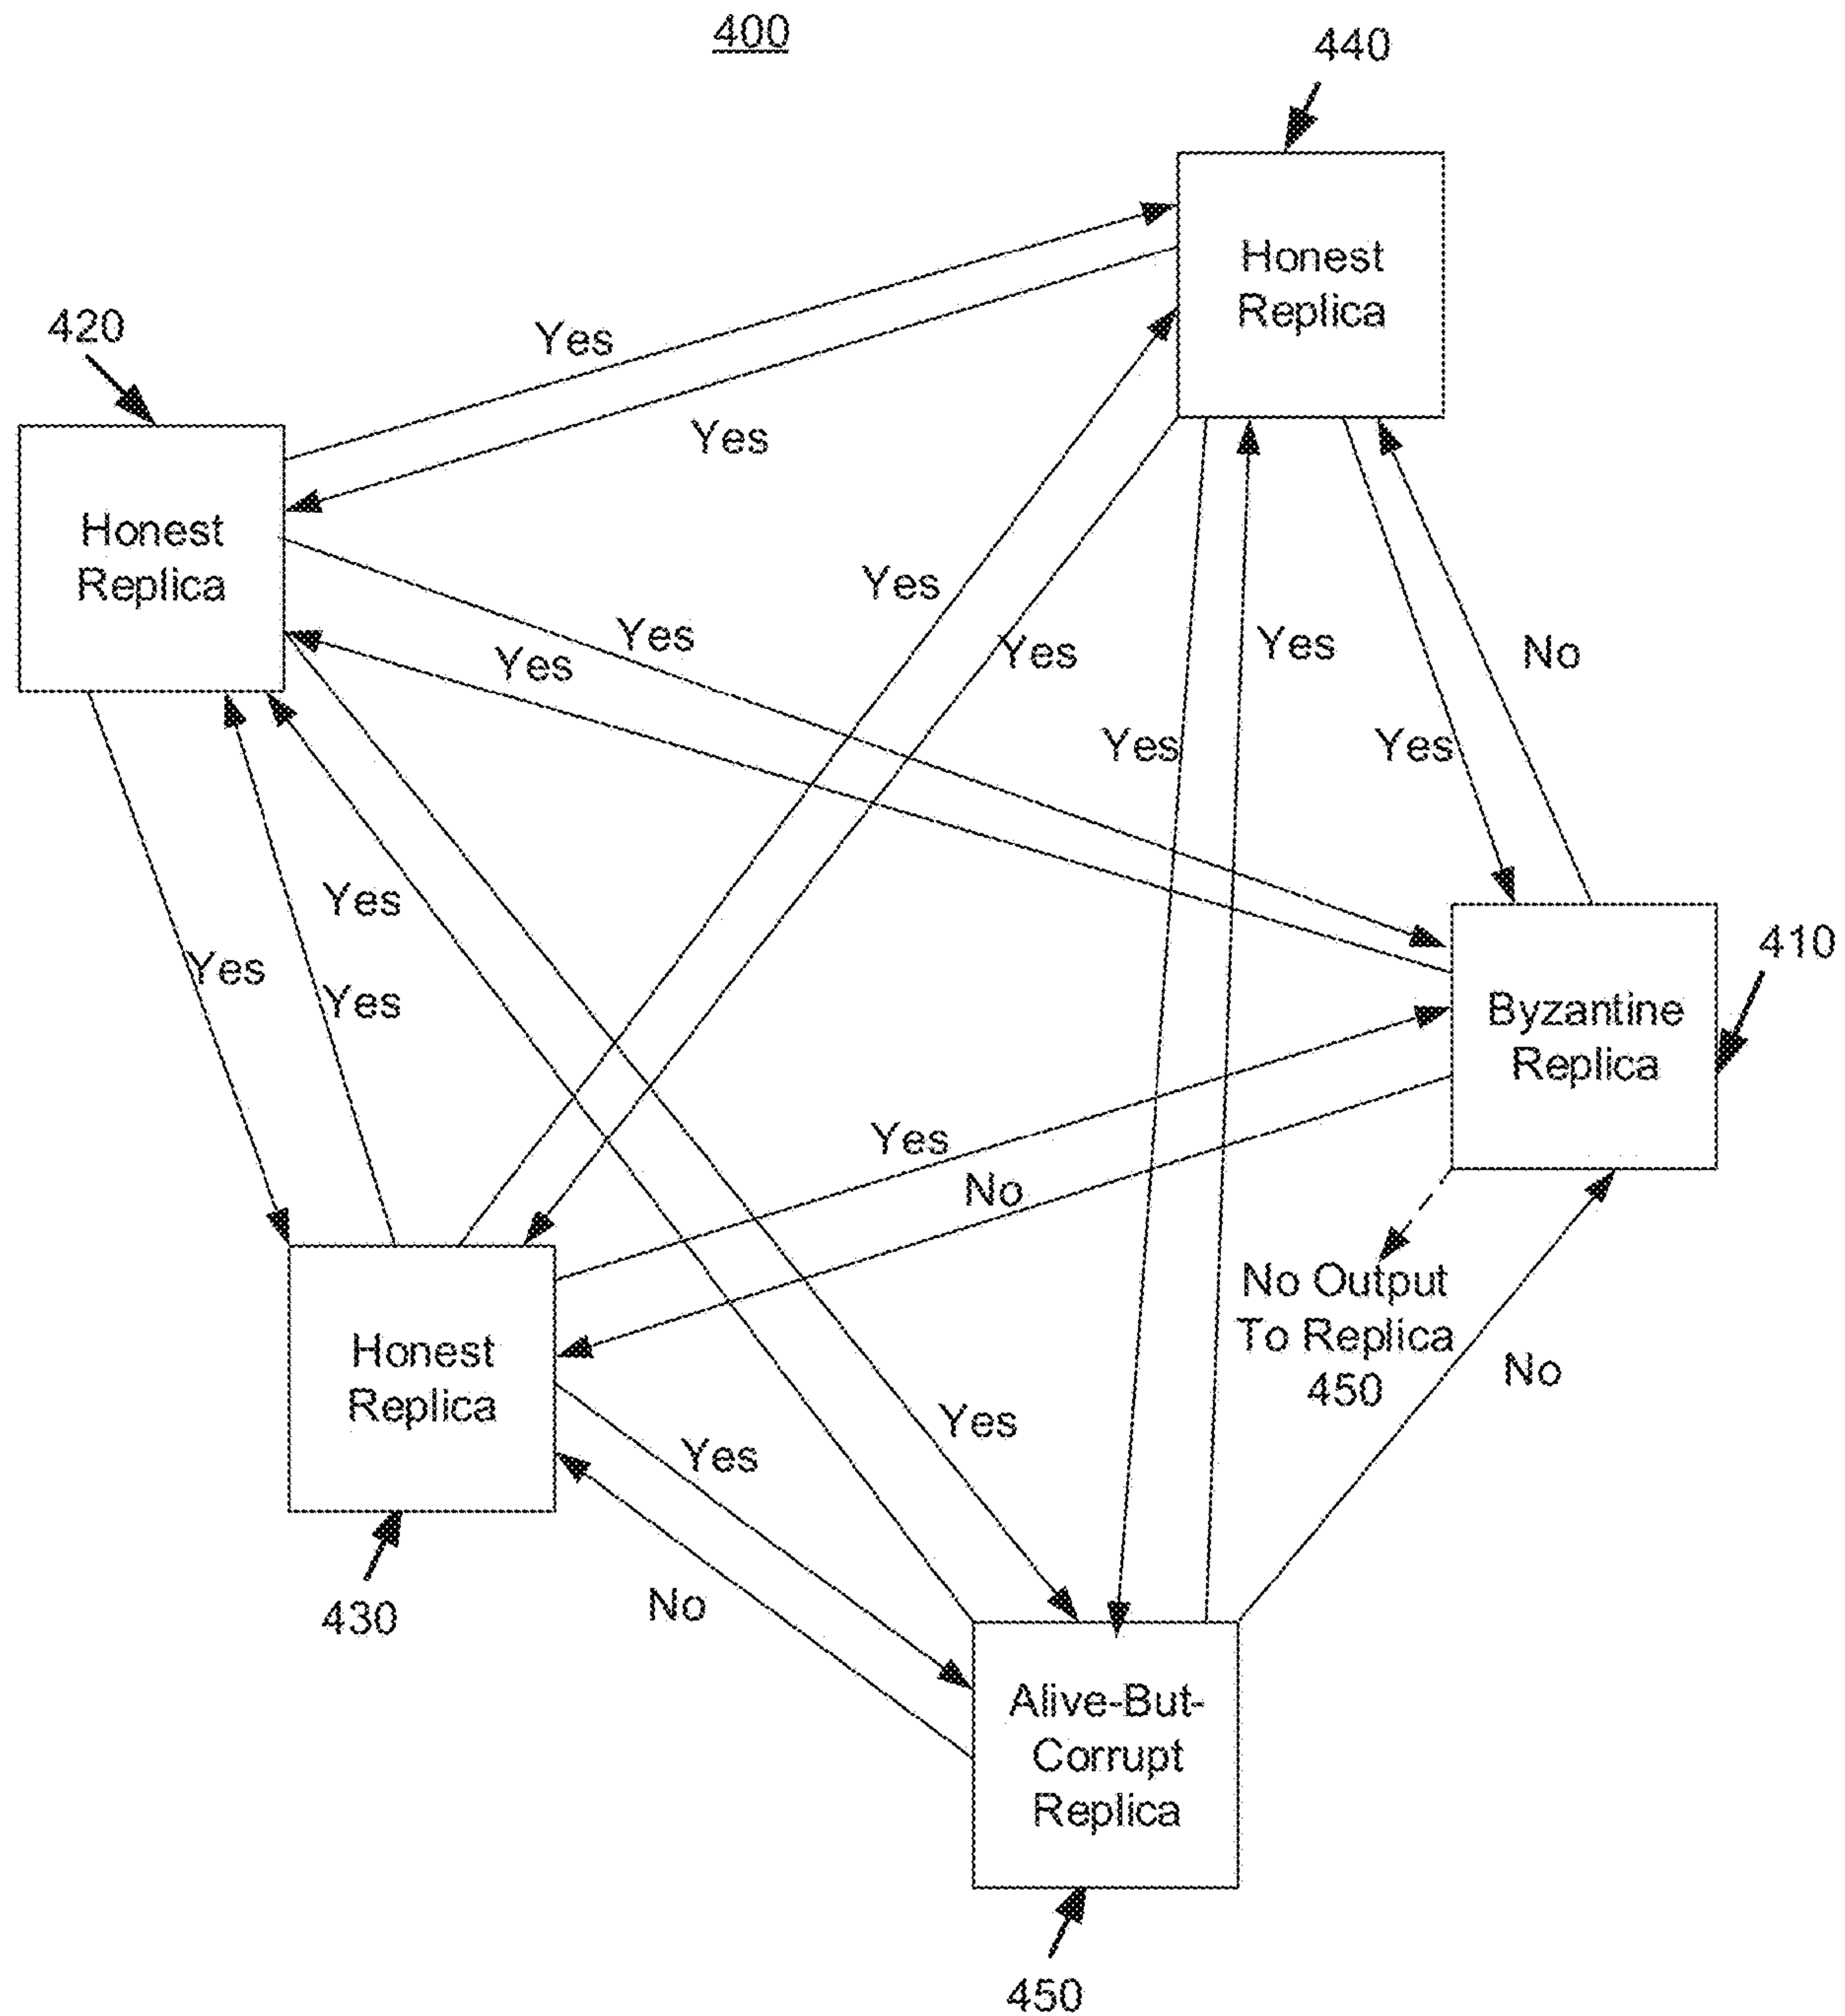 400
440
Honest
Replica
420
Yes
Yes
Honest
Replica
Yes
Yes
Yes
Yes
Yes
Yes
No
Yes
Yes
Yes
Yes
Yes
410
Byzantine
Replica
Yes
No
No Output
To Replica
450
No
Honest
Replica
Yes
Yes
No
430
Alive-But-
Corrupt
Replica
450